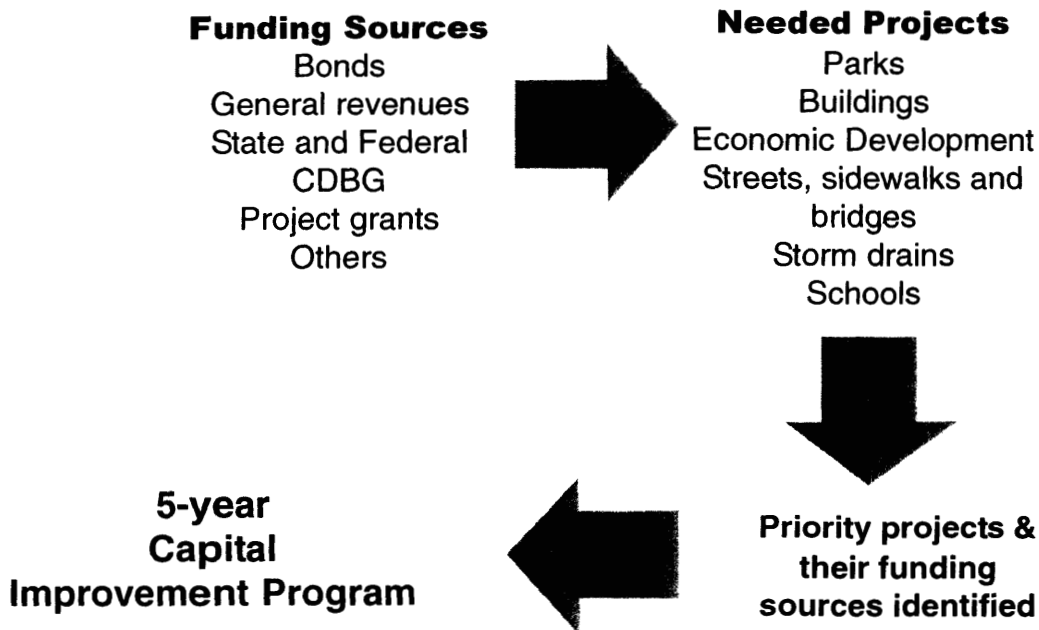 Funding Sources
Bonds
General revenues
State and Federal
CDBG
Project grants
Others
Needed Projects
Parks
Buildings
Economic Development
Streets, sidewalks and
bridges
Storm drains
Schools
Priority projects &
their funding
sources identified
5-year
Capital
Improvement Program